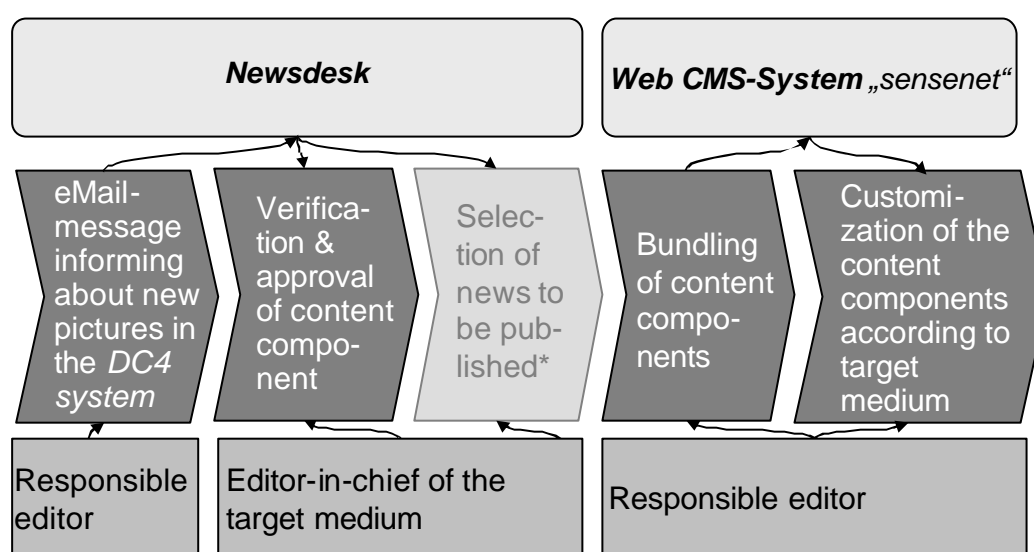 Newsdesk
Web CMS-System „sensenet“
eMail-
message
informing
about new
pictures in
the DC4
system
Verifica-
tion &
approval
of content
compo-
nent
Selec-
tion of
news to
be pub-
lished*
Bundling
of content
compo-
nents
Customi-
zation of the
content
components
according to
target
medium
Responsible
editor
Editor-in-chief of the
target medium
Responsible editor